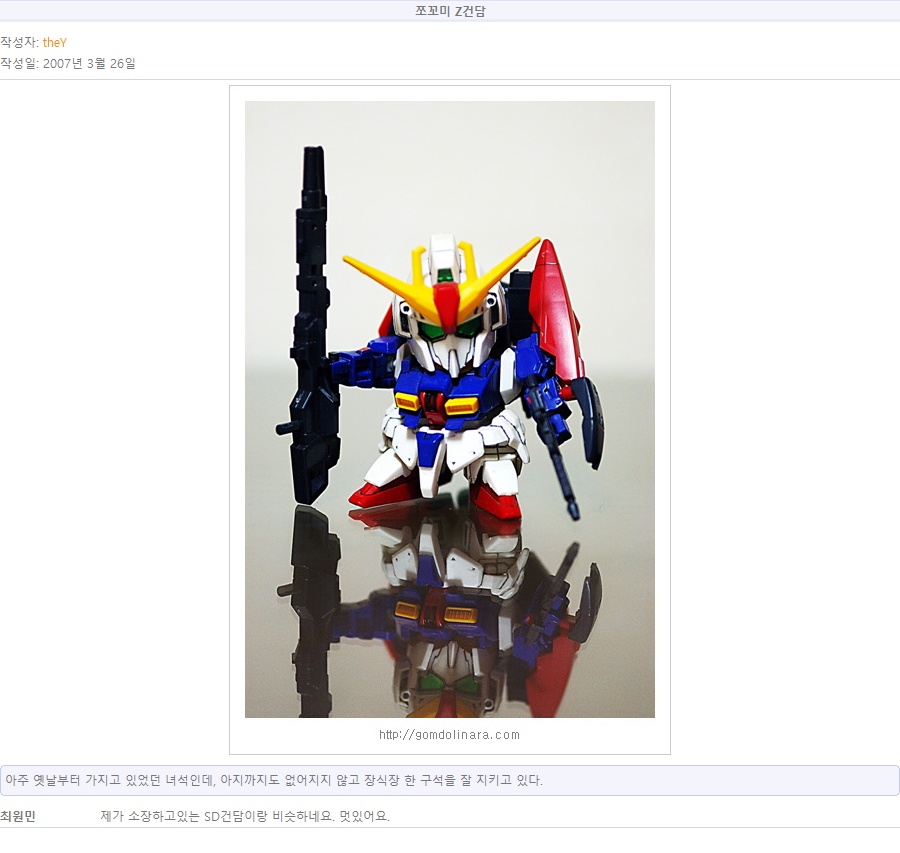 쪼꼬미 Z건담
작성자: theY
작성일: 2007년 3월 26일
http://gomdolinara.com
아주 옛날부터 가지고 있었던 녀석인데, 아지까지도 없어지지 않고 장식장 한 구석을 잘 지키고 있다.
최원민 제가 소장하고있는 SD건담이랑 비슷하네요. 멋있어요.